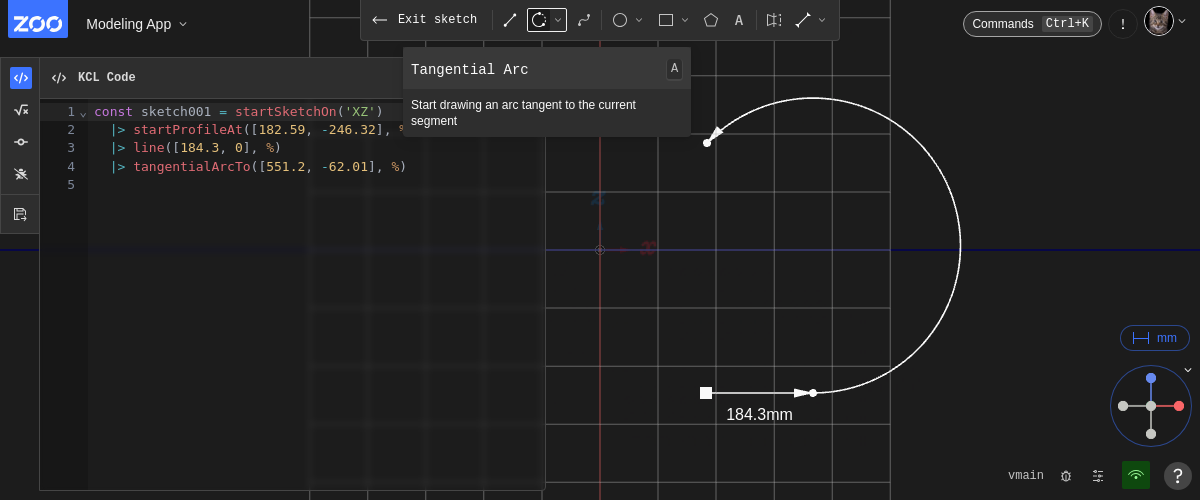 ZOO
Modeling App
Exit sketch
A
Commands Ctrl+K
!
KCL Code
Tangential Arc
A
Start drawing an arc tangent to the current
segment
1 const sketch001 = startSketchOn('XZ')
2 |> startProfileAt([182.59, -246.32],
3 |> line([184.3, 0], %)
4 |> tangentialArcTo([551.2, -62.01], %)
5
z
x
184.3mm
mm
vmain
?